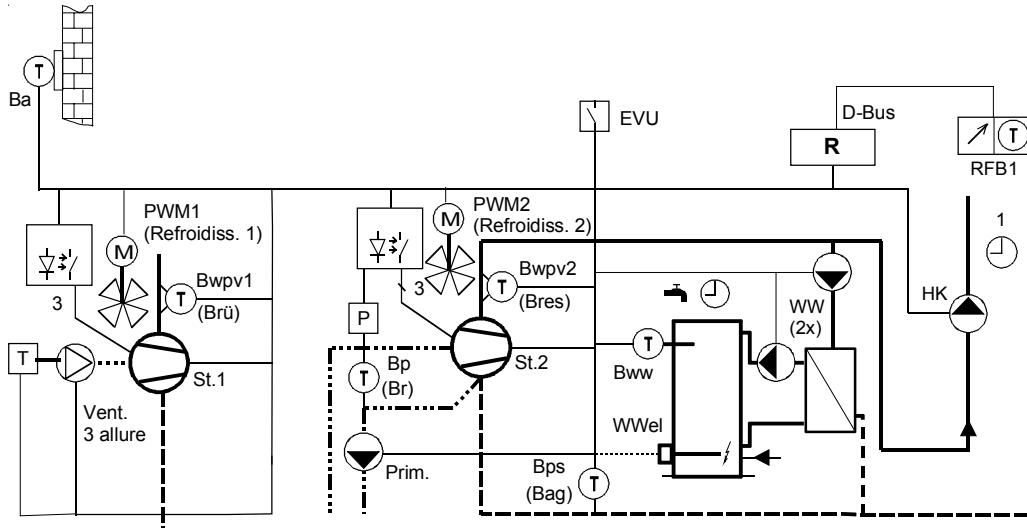 T
Ba
EVU
D-Bus
R
T
RFB1
PWM1
(Refroidiss. 1)
M
PWM2
(Refroidiss. 2)
M
1
3
Bwpv1
T
(Brü)
3
Bwpv2
T
(Bres)
WW
(2x)
HK
P
T
St.1
Bp
T
(Br)
St.2
T
Bww
Vent.
3 allure
WWel
Prim.
Bps
(Bag)
T